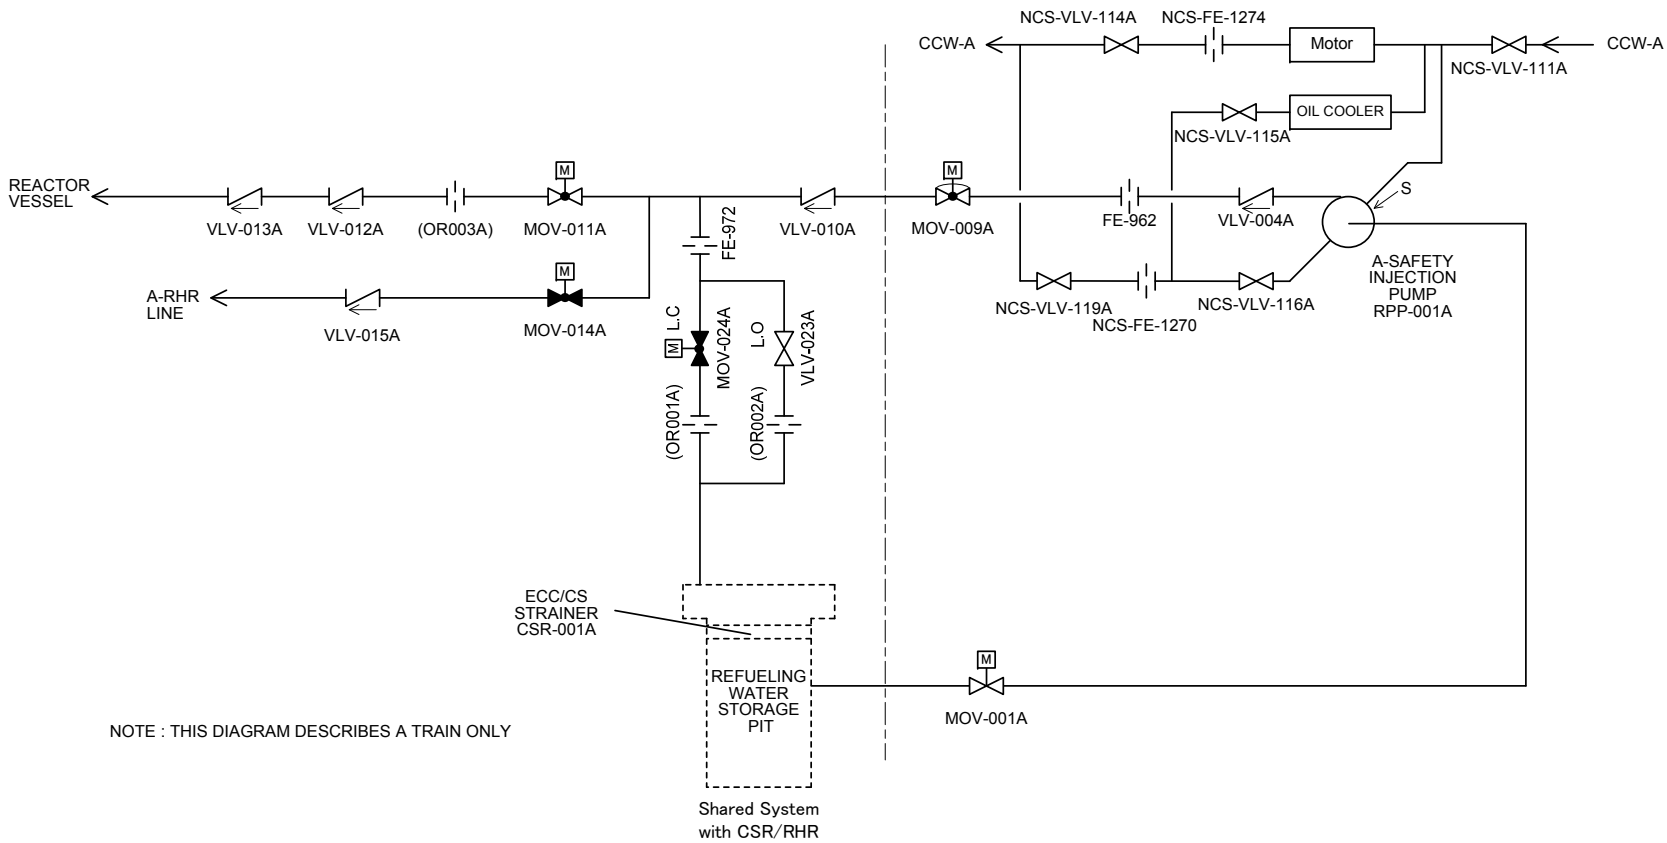 NCS-VLV-114A
NCS-FE-1274
CCW-A
Motor
CCW-A
NCS-VLV-111A
OIL COOLER
NCS-VLV-115A
REACTOR
VESSEL
M
M
S
VLV-013A
VLV-012A
(OR003A)
MOV-011A
FE-972
VLV-010A
MOV-009A
FE-962
VLV-004A
A-SAFETY
INJECTION
PUMP
RPP-001A
M
A-RHR
LINE
VLV-015A
MOV-014A
NCS-VLV-119A
NCS-FE-1270
NCS-VLV-116A
L.C
M
MOV-024A
L.O
VLV-023A
(OR001A)
(OR002A)
ECC/CS
STRAINER
CSR-001A
REFUELING
WATER
STORAGE
PIT
M
MOV-001A
NOTE : THIS DIAGRAM DESCRIBES A TRAIN ONLY
Shared System
with CSR/RHR